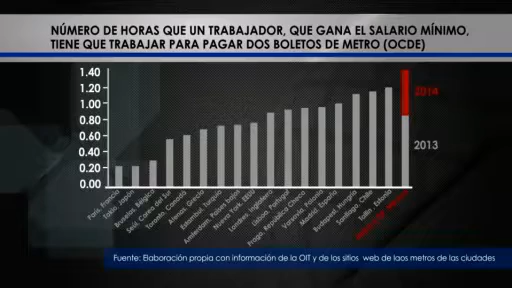 NÚMERO DE HORAS QUE UN TRABAJADOR, QUE GANA EL SALARIO MÍNIMO,
TIENE QUE TRABAJAR PARA PAGAR DOS BOLETOS DE METRO (OCDE)
1.40
1.20
1.00
0.80
0.60
0.40
0.20
0.00
2014
2013
París, Francia
Tokio, Japón
Bruselas, Bélgica
Seúl, Corea del Sur
Toronto, Canadá
Atenas, Grecia
Estambul, Turquía
Amsterdam, Países Bajos
Nueva York, EEUU
Londres, Inglaterra
Lisboa, Portugal
Praga, República Checa
Varsovia, Polonia
Madrid, España
Budapest, Hungría
Santiago, Chile
Tallin, Estonia
Fuente: Elaboración propia con información de la OIT y de los sitios web de laos metros de las ciudades